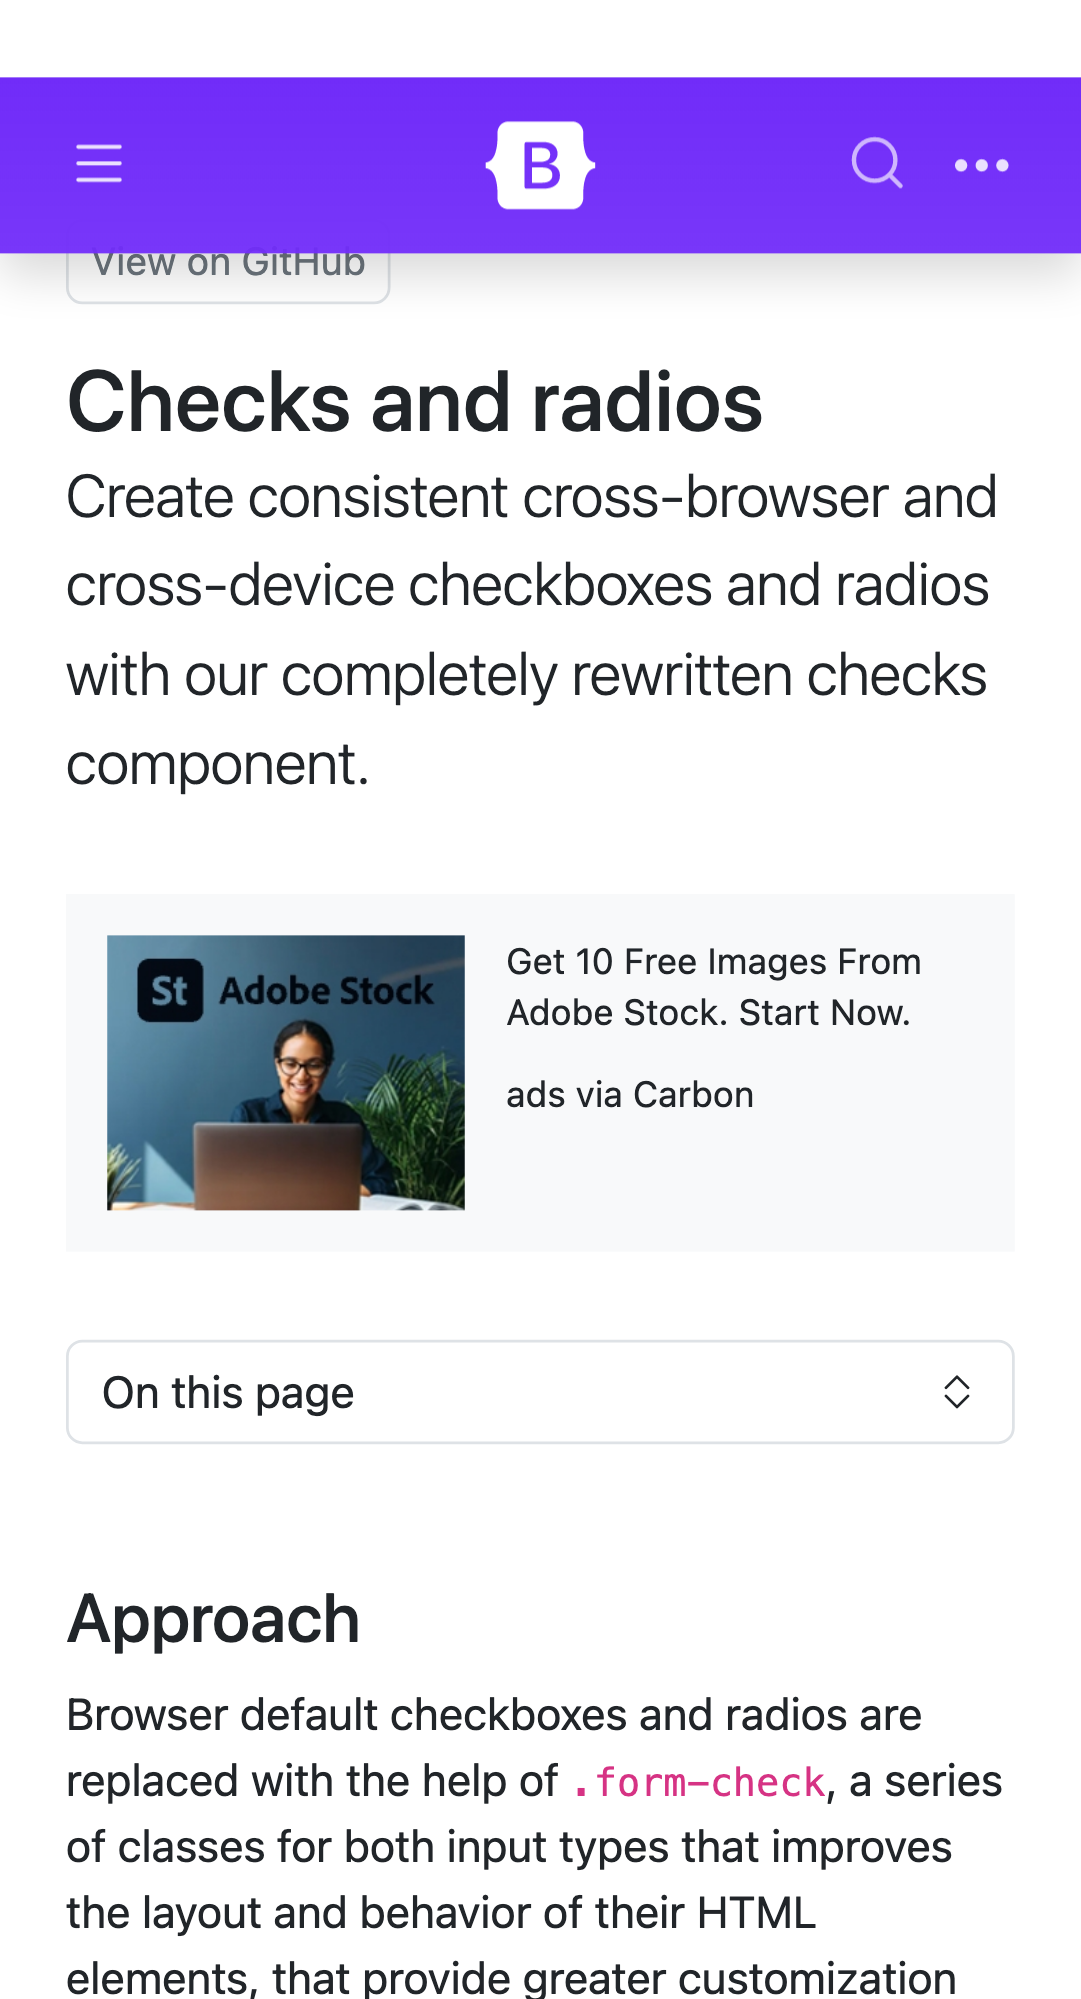 B
View on GitHub
Checks and radios
Create consistent cross-browser and
cross-device checkboxes and radios
with our completely rewritten checks
component.
St Adobe Stock
Get 10 Free Images From
Adobe Stock. Start Now.
ads via Carbon
On this page
Approach
Browser default checkboxes and radios are
replaced with the help of .form-check, a series
of classes for both input types that improves
the layout and behavior of their HTML
elements, that provide greater customization